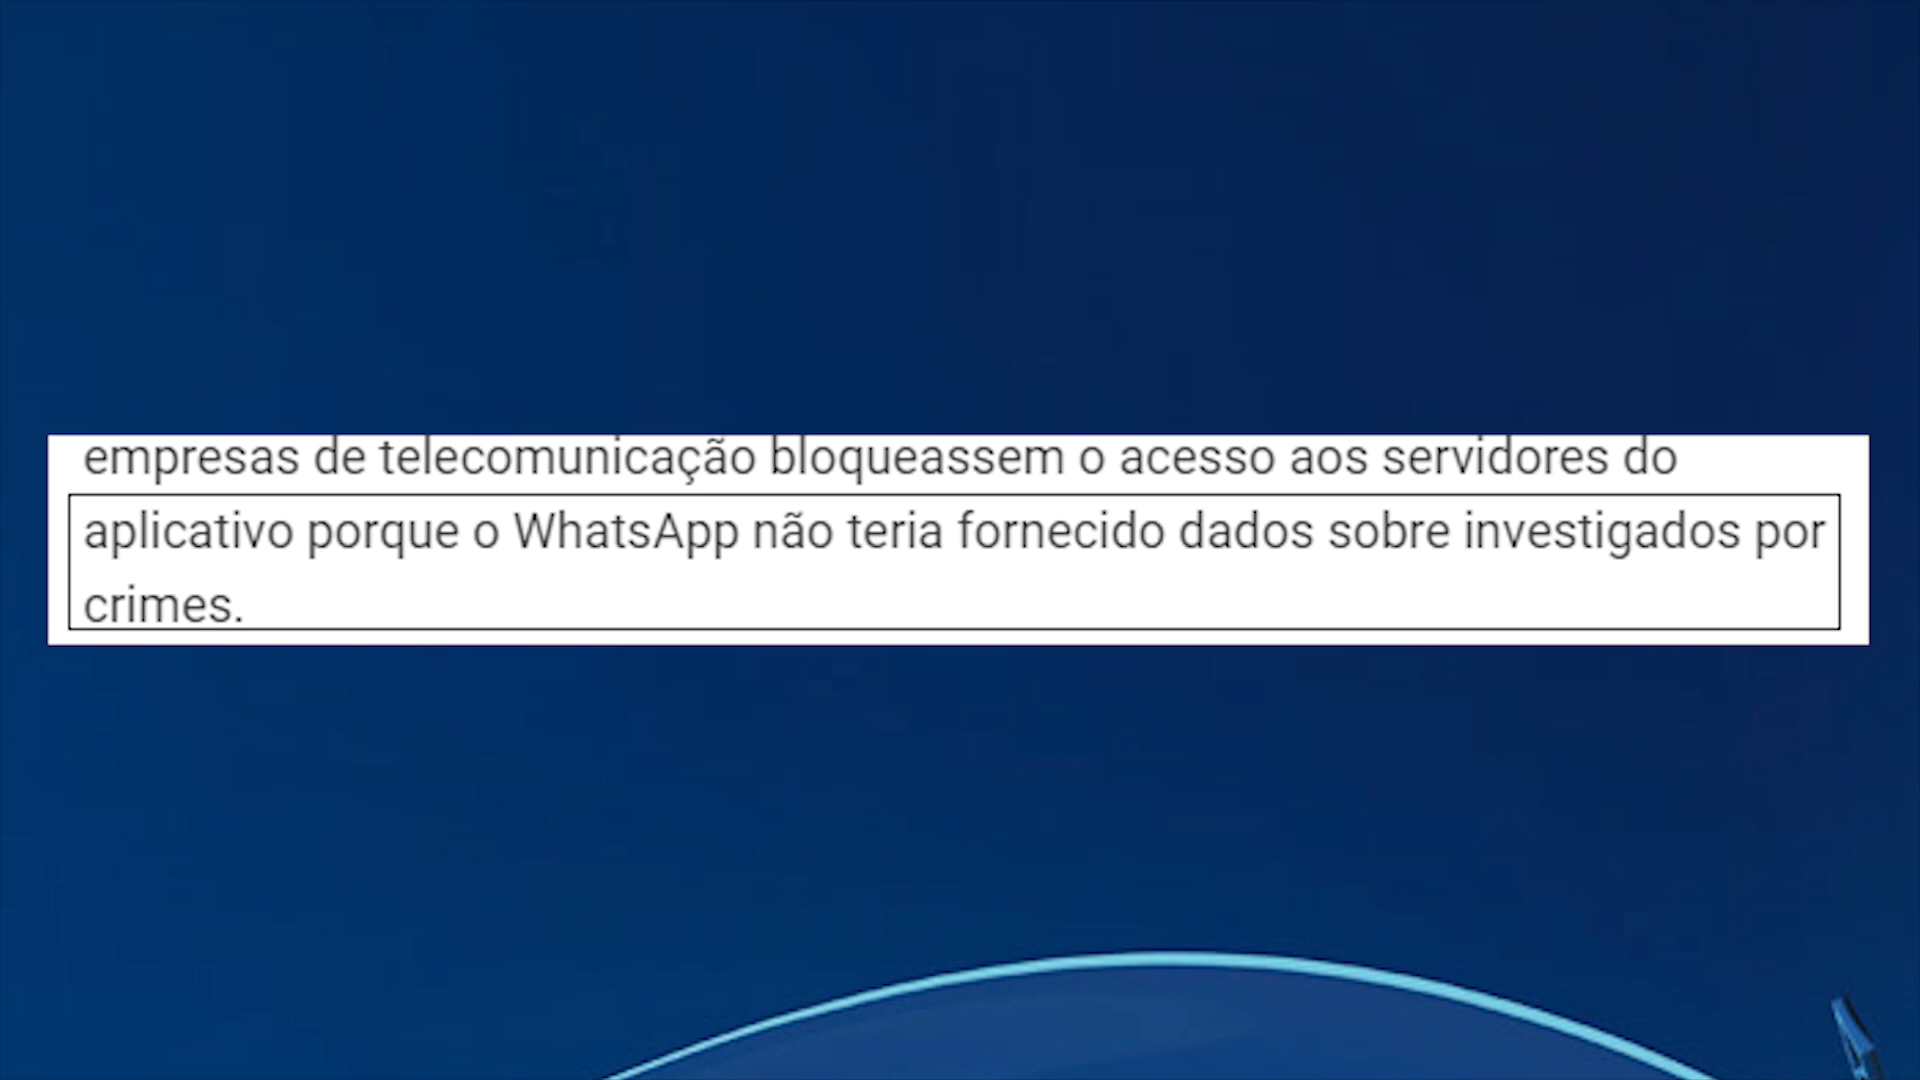 empresas de telecomunicação bloqueassem o acesso aos servidores do
aplicativo porque o WhatsApp não teria fornecido dados sobre investigados por
crimes.